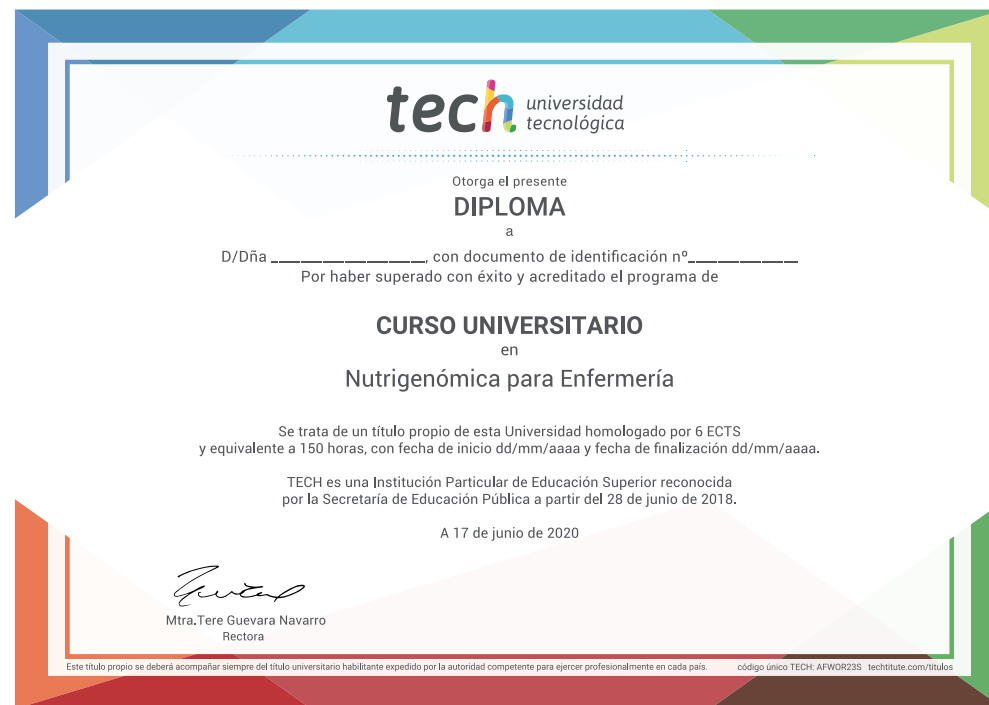 tech universidad
tecnológica
Otorga el presente
DIPLOMA
a
D/Dña ____________________, con documento de identificación nº______________
Por haber superado con éxito y acreditado el programa de
CURSO UNIVERSITARIO
en
Nutrigenómica para Enfermería
Se trata de un título propio de esta Universidad homologado por 6 ECTS
y equivalente a 150 horas, con fecha de inicio dd/mm/aaaa y fecha de finalización dd/mm/aaaa.
TECH es una Institución Particular de Educación Superior reconocida
por la Secretaría de Educación Pública a partir del 28 de junio de 2018.
A 17 de junio de 2020
Mtra.Tere Guevara Navarro
Rectora
Este título propio se deberá acompañar siempre del título universitario habilitante expedido por la autoridad competente para ejercer profesionalmente en cada país. código único TECH: AFWOR23S techtitute.com/titulos